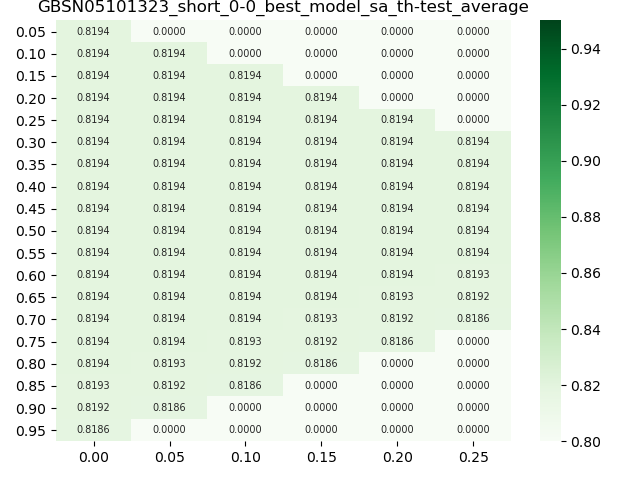 GBSN05101323_short_0-0_best_model_sa_th-test_average
0.05 0.8194 0.0000 0.0000 0.0000 0.0000 0.0000
0.10 0.8194 0.8194 0.0000 0.0000 0.0000 0.0000
0.15 0.8194 0.8194 0.8194 0.0000 0.0000 0.0000
0.20 0.8194 0.8194 0.8194 0.8194 0.0000 0.0000
0.25 0.8194 0.8194 0.8194 0.8194 0.8194 0.0000
0.30 0.8194 0.8194 0.8194 0.8194 0.8194 0.8194
0.35 0.8194 0.8194 0.8194 0.8194 0.8194 0.8194
0.40 0.8194 0.8194 0.8194 0.8194 0.8194 0.8194
0.45 0.8194 0.8194 0.8194 0.8194 0.8194 0.8194
0.50 0.8194 0.8194 0.8194 0.8194 0.8194 0.8194
0.55 0.8194 0.8194 0.8194 0.8194 0.8194 0.8194
0.60 0.8194 0.8194 0.8194 0.8194 0.8194 0.8193
0.65 0.8194 0.8194 0.8194 0.8194 0.8193 0.8192
0.70 0.8194 0.8194 0.8194 0.8193 0.8192 0.8186
0.75 0.8194 0.8194 0.8193 0.8192 0.8186 0.0000
0.80 0.8194 0.8193 0.8192 0.8186 0.0000 0.0000
0.85 0.8193 0.8192 0.8186 0.0000 0.0000 0.0000
0.90 0.8192 0.8186 0.0000 0.0000 0.0000 0.0000
0.95 0.8186 0.0000 0.0000 0.0000 0.0000 0.0000
0.00 0.05 0.10 0.15 0.20 0.25
0.94
0.92
0.90
0.88
0.86
0.84
0.82
0.80